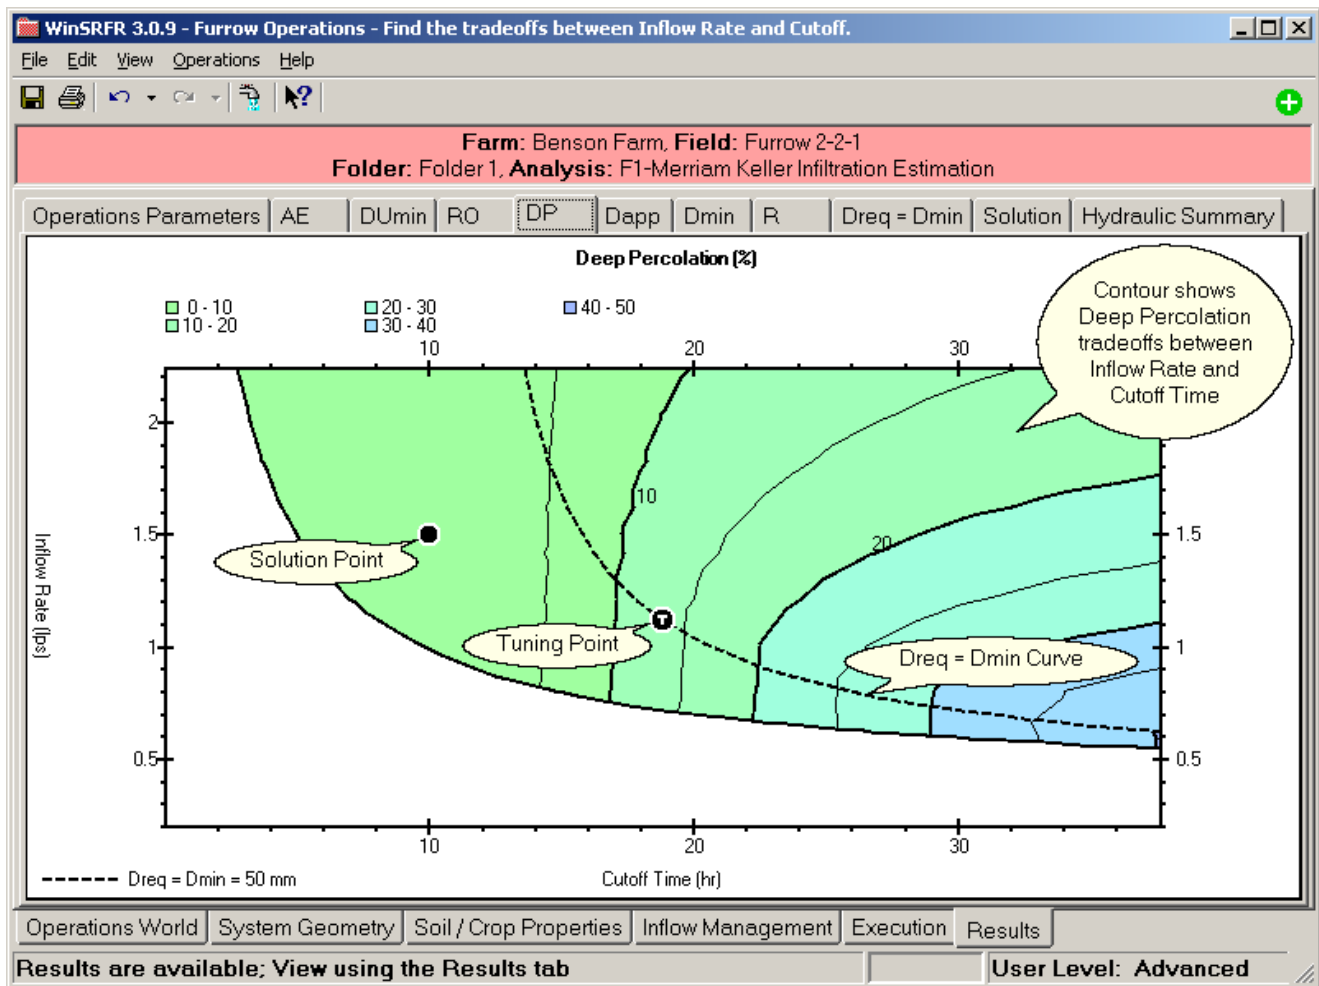 WinSRFR 3.0.9 - Furrow Operations - Find the tradeoffs between Inflow Rate and Cutoff.
File Edit View Operations Help
Farm: Benson Farm, Field: Furrow 2-2-1
Folder: Folder 1, Analysis: F1-Merriam Keller Infiltration Estimation
Operations Parameters AE DUmin RO DP Dapp Dmin R Dreq = Dmin Solution Hydraulic Summary
Deep Percolation (%)
0 - 10 20 - 30 40 - 50
10 - 20 30 - 40
Contour shows
Deep Percolation
tradeoffs between
Inflow Rate and
Cutoff Time
10 20 30
2
10
1.5 1.5
20
Solution Point
Inflow Rate (lps)
T
Tuning Point
1 1
Dreq = Dmin Curve
0.5 0.5
10 20 30
Dreq = Dmin = 50 mm
Cutoff Time (hr)
Operations World System Geometry Soil / Crop Properties Inflow Management Execution Results
Results are available; View using the Results tab
User Level: Advanced